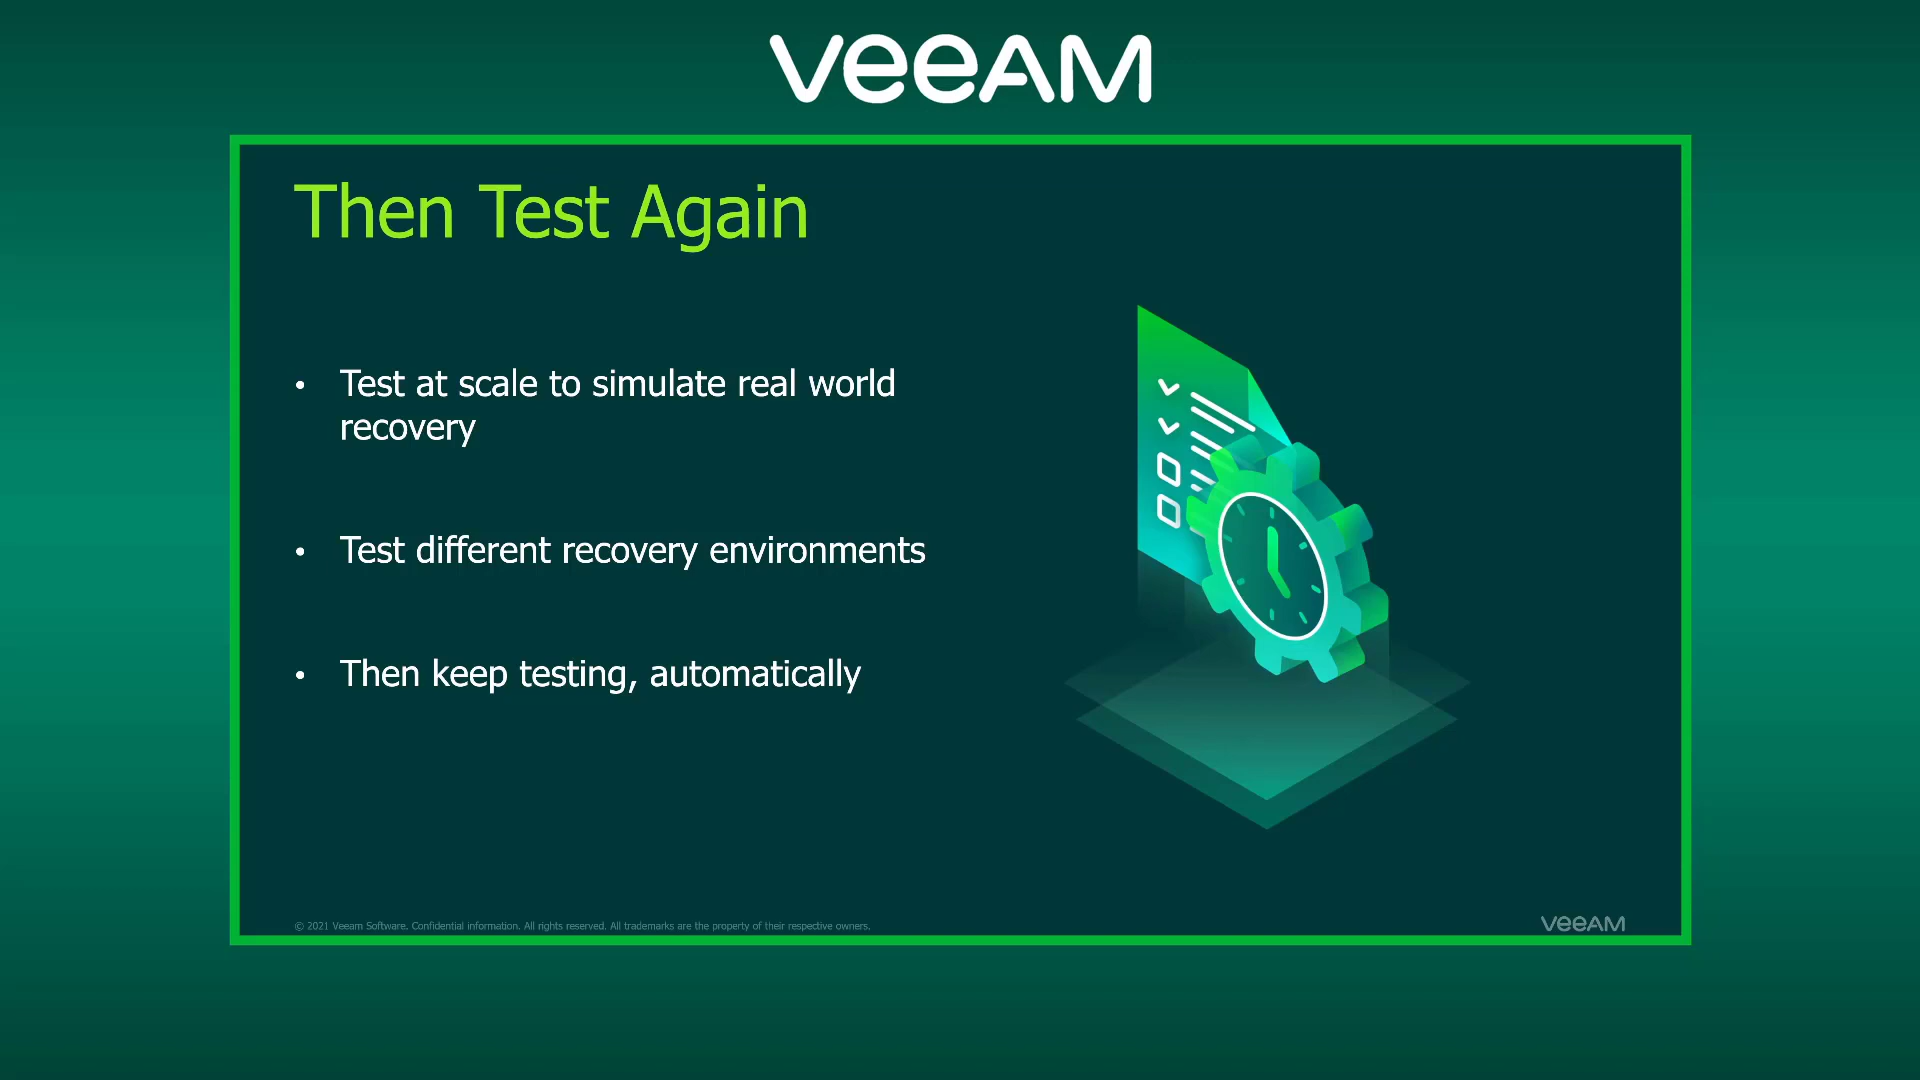 veeAM
Then Test Again
• Test at scale to simulate real world
recovery
• Test different recovery environments
• Then keep testing, automatically
© 2021 Veeam Software. Confidential information. All rights reserved. All trademarks are the property of their respective owners.
veeAM